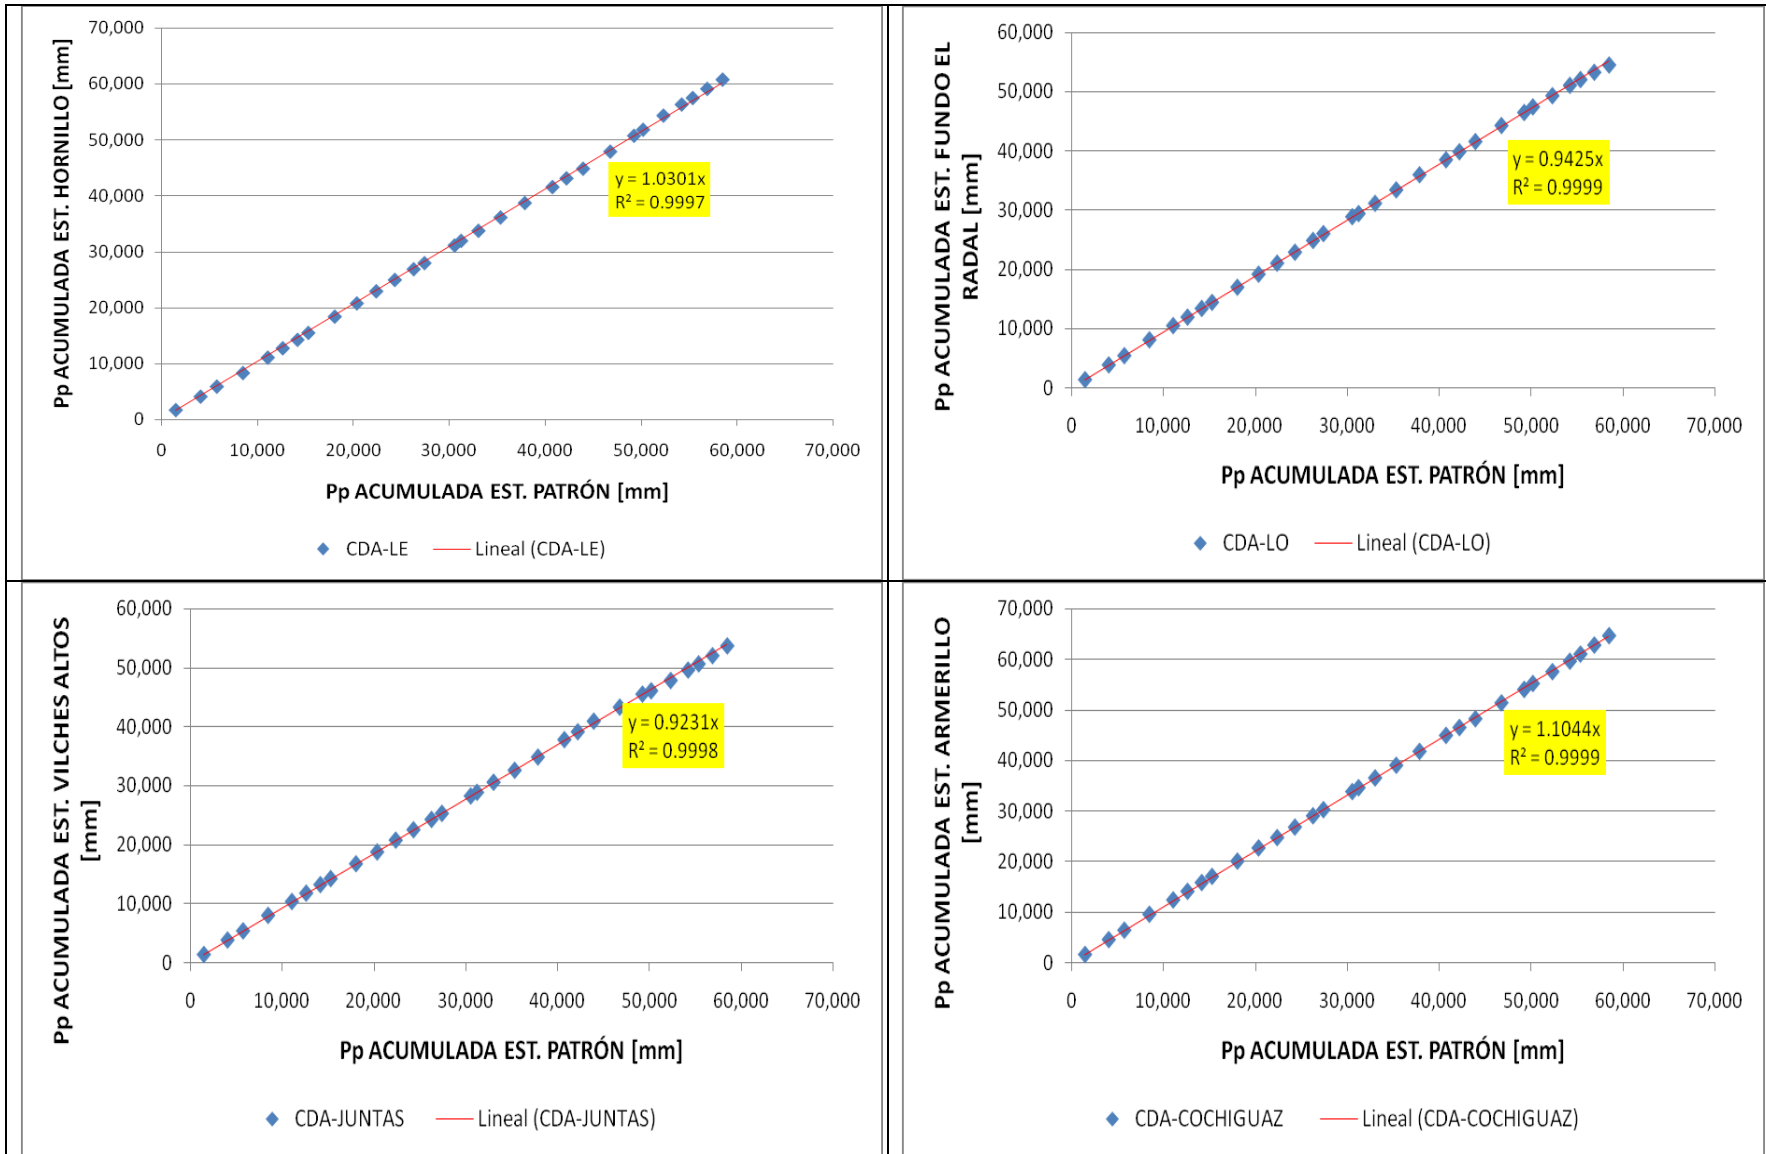 Pp ACUMULADA EST. HORNILLO [mm]
70,000
60,000
50,000
40,000
30,000
20,000
10,000
0
y = 1.0301x
R² = 0.9997
0 10,000 20,000 30,000 40,000 50,000 60,000 70,000
Pp ACUMULADA EST. PATRÓN [mm]
CDA-LE Lineal (CDA-LE)
Pp ACUMULADA EST. FUNDO EL
RADAL [mm]
60,000
50,000
40,000
30,000
20,000
10,000
0
y = 0.9425x
R² = 0.9999
0 10,000 20,000 30,000 40,000 50,000 60,000 70,000
Pp ACUMULADA EST. PATRÓN [mm]
CDA-LO Lineal (CDA-LO)
Pp ACUMULADA EST. VILCHES ALTOS
[mm]
60,000
50,000
40,000
30,000
20,000
10,000
0
y = 0.9231x
R² = 0.9998
0 10,000 20,000 30,000 40,000 50,000 60,000 70,000
Pp ACUMULADA EST. PATRÓN [mm]
CDA-JUNTAS Lineal (CDA-JUNTAS)
Pp ACUMULADA EST. ARMERILLO
[mm]
70,000
60,000
50,000
40,000
30,000
20,000
10,000
0
y = 1.1044x
R² = 0.9999
0 10,000 20,000 30,000 40,000 50,000 60,000 70,000
Pp ACUMULADA EST. PATRÓN [mm]
CDA-COCHIGUAZ Lineal (CDA-COCHIGUAZ)